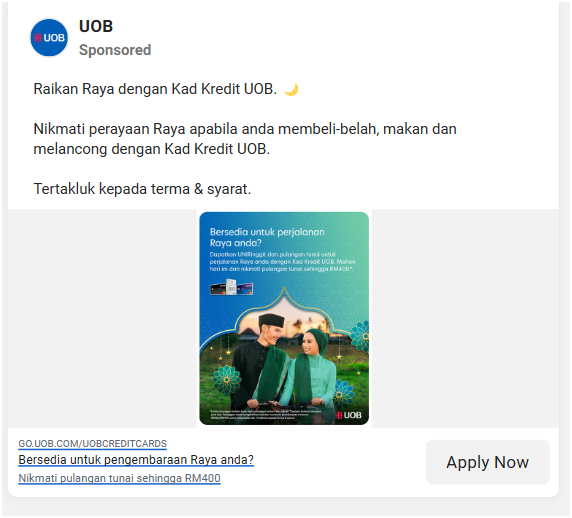 UOB
UOB
Sponsored
Raikan Raya dengan Kad Kredit UOB. 🌙
Nikmati perayaan Raya apabila anda membeli-belah, makan dan
melancong dengan Kad Kredit UOB.
Tertakluk kepada terma & syarat.
Bersedia untuk perjalanan
Raya anda?
Dapatkan UNIRinggit dan pulangan tunai untuk
perjalanan Raya anda dengan Kad Kredit UOB. Mohon
hari ini dan nikmati pulangan tunai sehingga RM400*.
UOB
GO.UOB.COM/UOBCREDITCARDS
Bersedia untuk pengembaraan Raya anda?
Nikmati pulangan tunai sehingga RM400
Apply Now